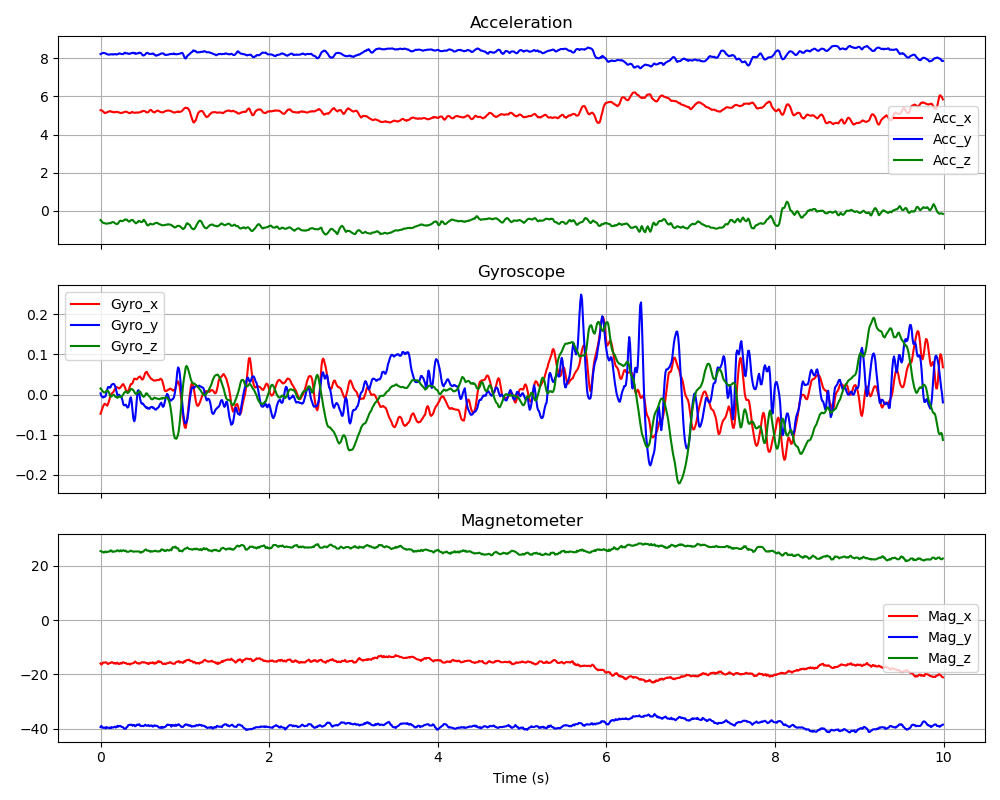 Acceleration
8
6
4
2
0
Acc_x
Acc_y
Acc_z
Gyroscope
0.2
0.1
0.0
−0.1
−0.2
Gyro_x
Gyro_y
Gyro_z
Magnetometer
20
0
−20
−40
Mag_x
Mag_y
Mag_z
0 2 4 6 8 10
Time (s)